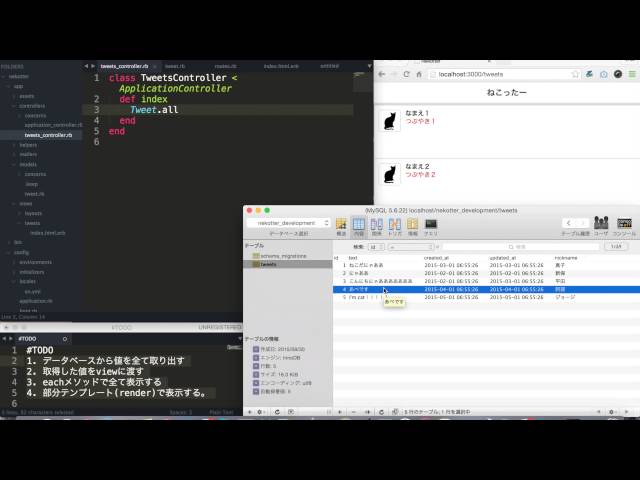 FOLDERS
nekotter
app
assets
controllers
concerns
application_controller.rb
tweets_controller.rb
helpers
mailers
models
concerns
.keep
tweet.rb
views
layouts
tweets
index.html.erb
bin
config
environments
initializers
locales
en.yml
application.rb
Line 3, Column 14
tweets_controller.rb
tweet.rb
routes.rb
index.html.erb
untitled
1 class TweetsController <
ApplicationController
2 def index
3 Tweet.all
4 end
5 end
6
nekotter
localhost:3000/tweets
ねこったー
なまえ1
つぶやき1
なまえ2
つぶやき2
(MySQL 5.6.22) localhost/nekotter_development/tweets
nekotter_development
データベース選択
構造
内容
関係
トリガ
情報
クエリ
テーブル履歴
ユーザ
コンソール
テーブル
schema_migrations
tweets
検索:
id
=
検索
id text created_at updated_at nickname
1 ねこだにゃああ 2015-03-01 06:55:26 2015-03-01 06:55:26
2 にゃああ 2015-02-01 06:55:26 2015-02-01 06:55:26
3 にんにちにゃあああああああ 2015-03-01 06:55:26 2015-03-01 06:55:26 平田
4 あべです 2015-04-01 06:55:26 2015-04-01 06:55:26 阿部
5 I'm cat 2015-05-01 06:55:26 2015-05-01 06:55:26 ジョージ
あべです
テーブルの情報
作成日: 2015/08/30
エンジン: InnoDB
行数: 5
サイズ: 16.0 KiB
エンコーディング: utf8
自動採番値: 6
5 行のテーブル, 1 行を選択中
#TODO
UNREGISTERED
#TODO
1 #TODO
2 1. データベースから値を全て取り出す
3 2. 取得した値をviewに渡す
4 3. eachメソッドで全て表示する
5 4. 部分テンプレート(render)で表示する。
Spaces: 2
Plain Text